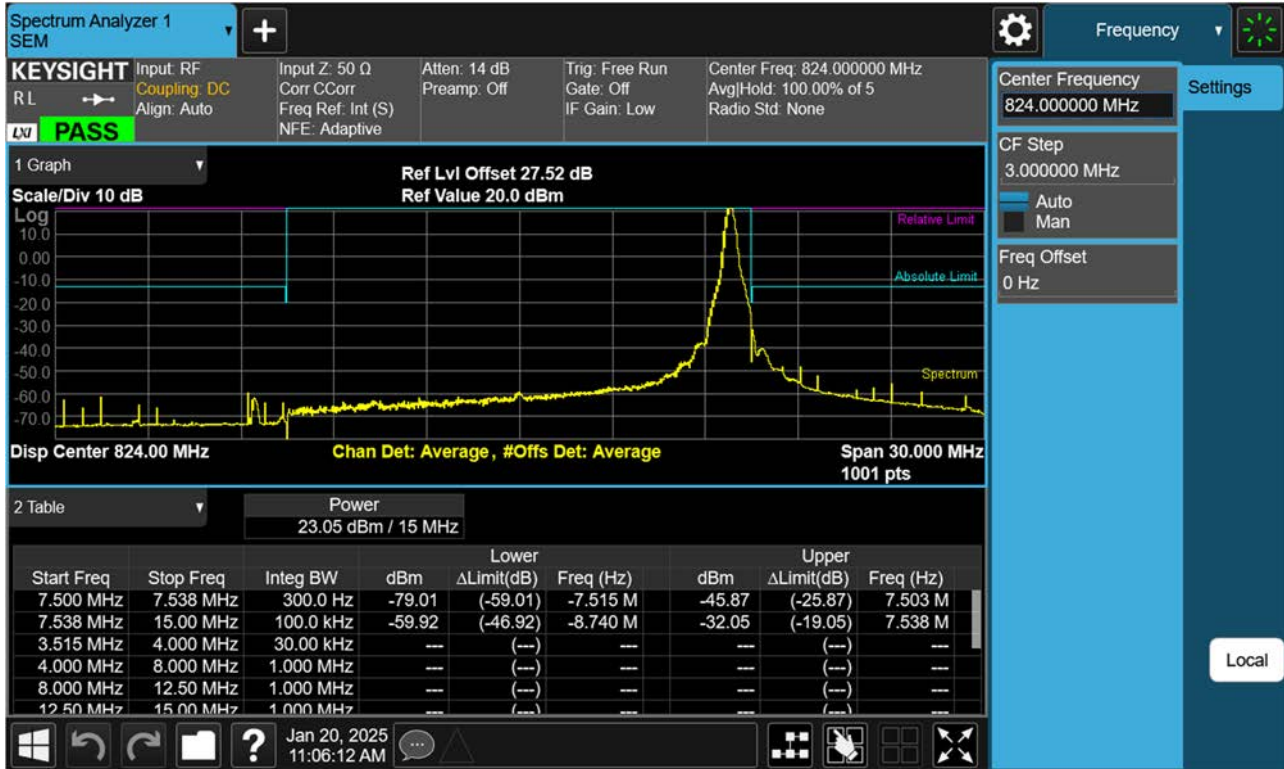 Spectrum Analyzer 1
SEM
Frequency
KEYSIGHT
RL
LXI
PASS
Input: RF
Coupling: DC
Align: Auto
Input Z: 50 Ω
Corr CCorr
Freq Ref: Int (S)
NFE: Adaptive
Atten: 14 dB
Preamp: Off
Trig: Free Run
Gate: Off
IF Gain: Low
Center Freq: 824.000000 MHz
Avg|Hold: 100.00% of 5
Radio Std: None
Center Frequency
824.000000 MHz
Settings
CF Step
3.000000 MHz
Auto
Man
Freq Offset
0 Hz
1 Graph
Ref Lvl Offset 27.52 dB
Scale/Div 10 dB
Ref Value 20.0 dBm
Log
Relative Limit
10.0
0.00
-10.0
Absolute Limit
-20.0
-30.0
-40.0
-50.0
Spectrum
-60.0
-70.0
Disp Center 824.00 MHz
Chan Det: Average, #Offs Det: Average
Span 30.000 MHz
1001 pts
2 Table
Power
23.05 dBm / 15 MHz
Lower Upper
Start Freq Stop Freq Integ BW dBm ΔLimit(dB) Freq (Hz) dBm ΔLimit(dB) Freq (Hz)
7.500 MHz 7.538 MHz 300.0 Hz -79.01 (-59.01) -7.515 M -45.87 (-25.87) 7.503 M
7.538 MHz 15.00 MHz 100.0 kHz -59.92 (-46.92) -8.740 M -32.05 (-19.05) 7.538 M
3.515 MHz 4.000 MHz 30.00 kHz --- (---) --- --- (---) ---
4.000 MHz 8.000 MHz 1.000 MHz --- (---) --- --- (---) ---
8.000 MHz 12.50 MHz 1.000 MHz --- (---) --- --- (---) ---
12.50 MHz 15.00 MHz 1.000 MHz --- (---) --- --- (---) ---
Local
?
Jan 20, 2025
11:06:12 AM